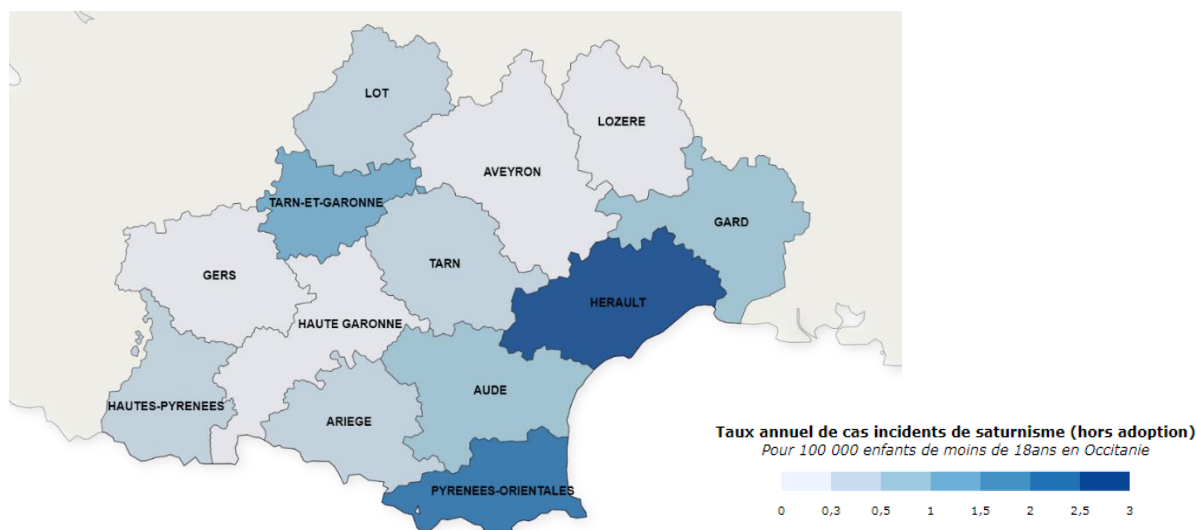 LOT
LOZERE
AVEYRON
TARN-ET-GARONNE
GARD
TARN
GERS
HERAULT
HAUTE GARONNE
AUDE
HAUTES-PYRENEES
ARIEGE
PYRENEES-ORIENTALES
Taux annuel de cas incidents de saturnisme (hors adoption)
Pour 100 000 enfants de moins de 18ans en Occitanie
0 0,3 0,5 1 1,5 2 2,5 3